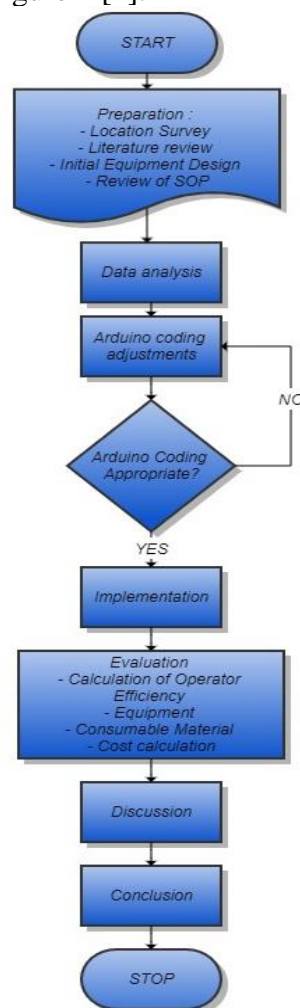 START
Preparation :
- Location Survey
- Literature review
- Initial Equipment Design
- Review of SOP
Data analysis
Arduino coding
adjustments
Arduino Coding
Appropriate?
NO
YES
Implementation
Evaluation
- Calculation of Operator
Efficiency
- Equipment
- Consumable Material
- Cost calculation
Discussion
Conclusion
STOP